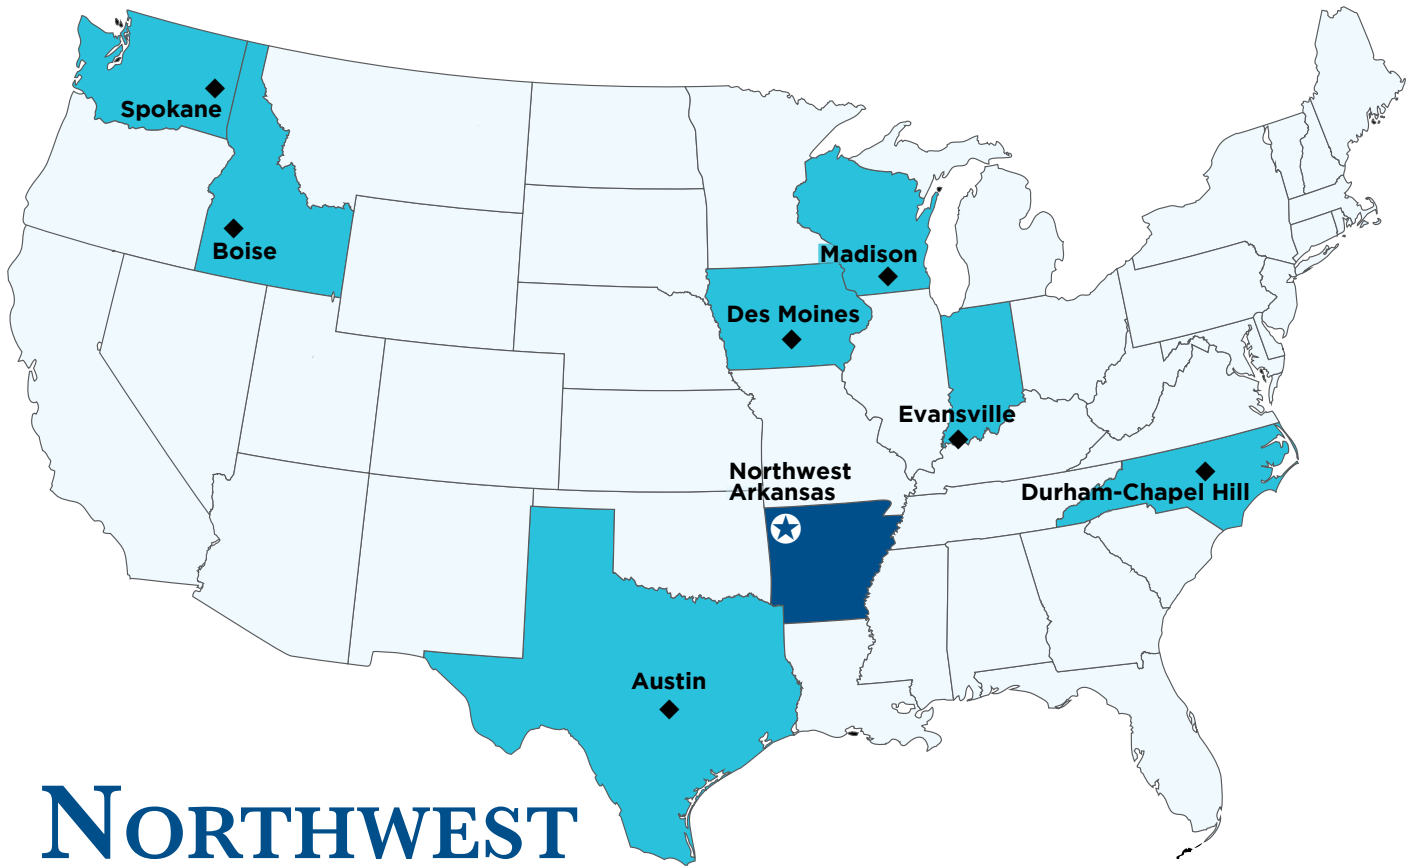 Spokane
Boise
Madison
Des Moines
Evansville
Northwest
Arkansas
Durham-Chapel Hill
Austin
NORTHWEST